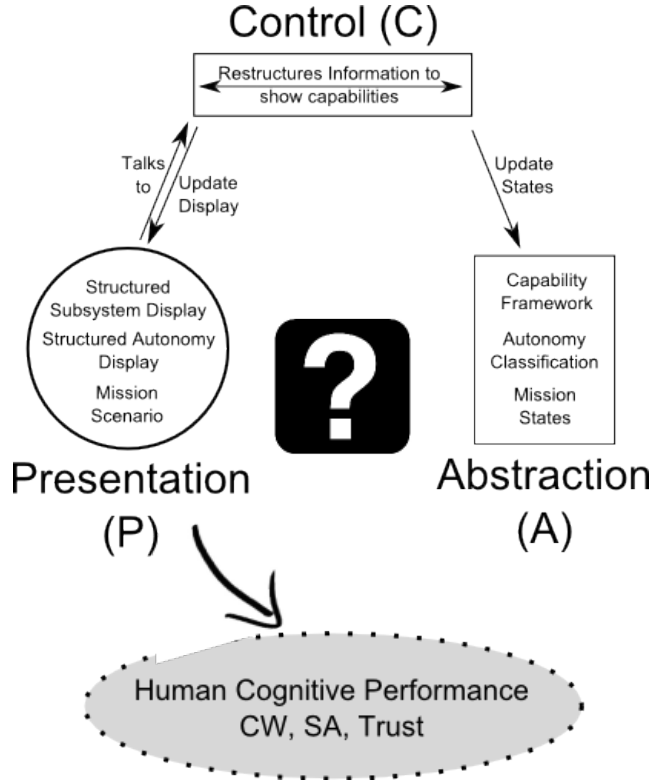 Control (C)
Restructures Information to
show capabilities
Talks
to
Update
Display
Update
States
Structured
Subsystem Display
Structured Autonomy
Display
Mission
Scenario
?
Capability
Framework
Autonomy
Classification
Mission
States
Presentation
(P)
Abstraction
(A)
Human Cognitive Performance
CW, SA, Trust